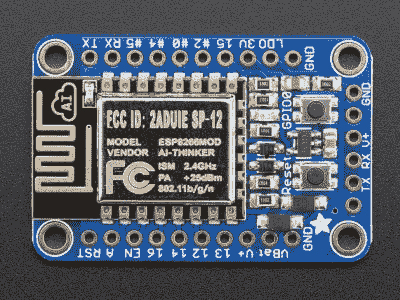 TX RX #5 #4 #0 #2 15 3V LDO
GND
AI
FCC ID: 2ADUIE SP-12
MODEL ESP8266MOD
VENDOR AI-THINKER
FC
ISM 2.4GHz
PA +25dBm
802.11b/g/n
GPIO0
Reset
GND
V+
RX
TX
RST A EN 16 14 12 13 V+ VBat
GND